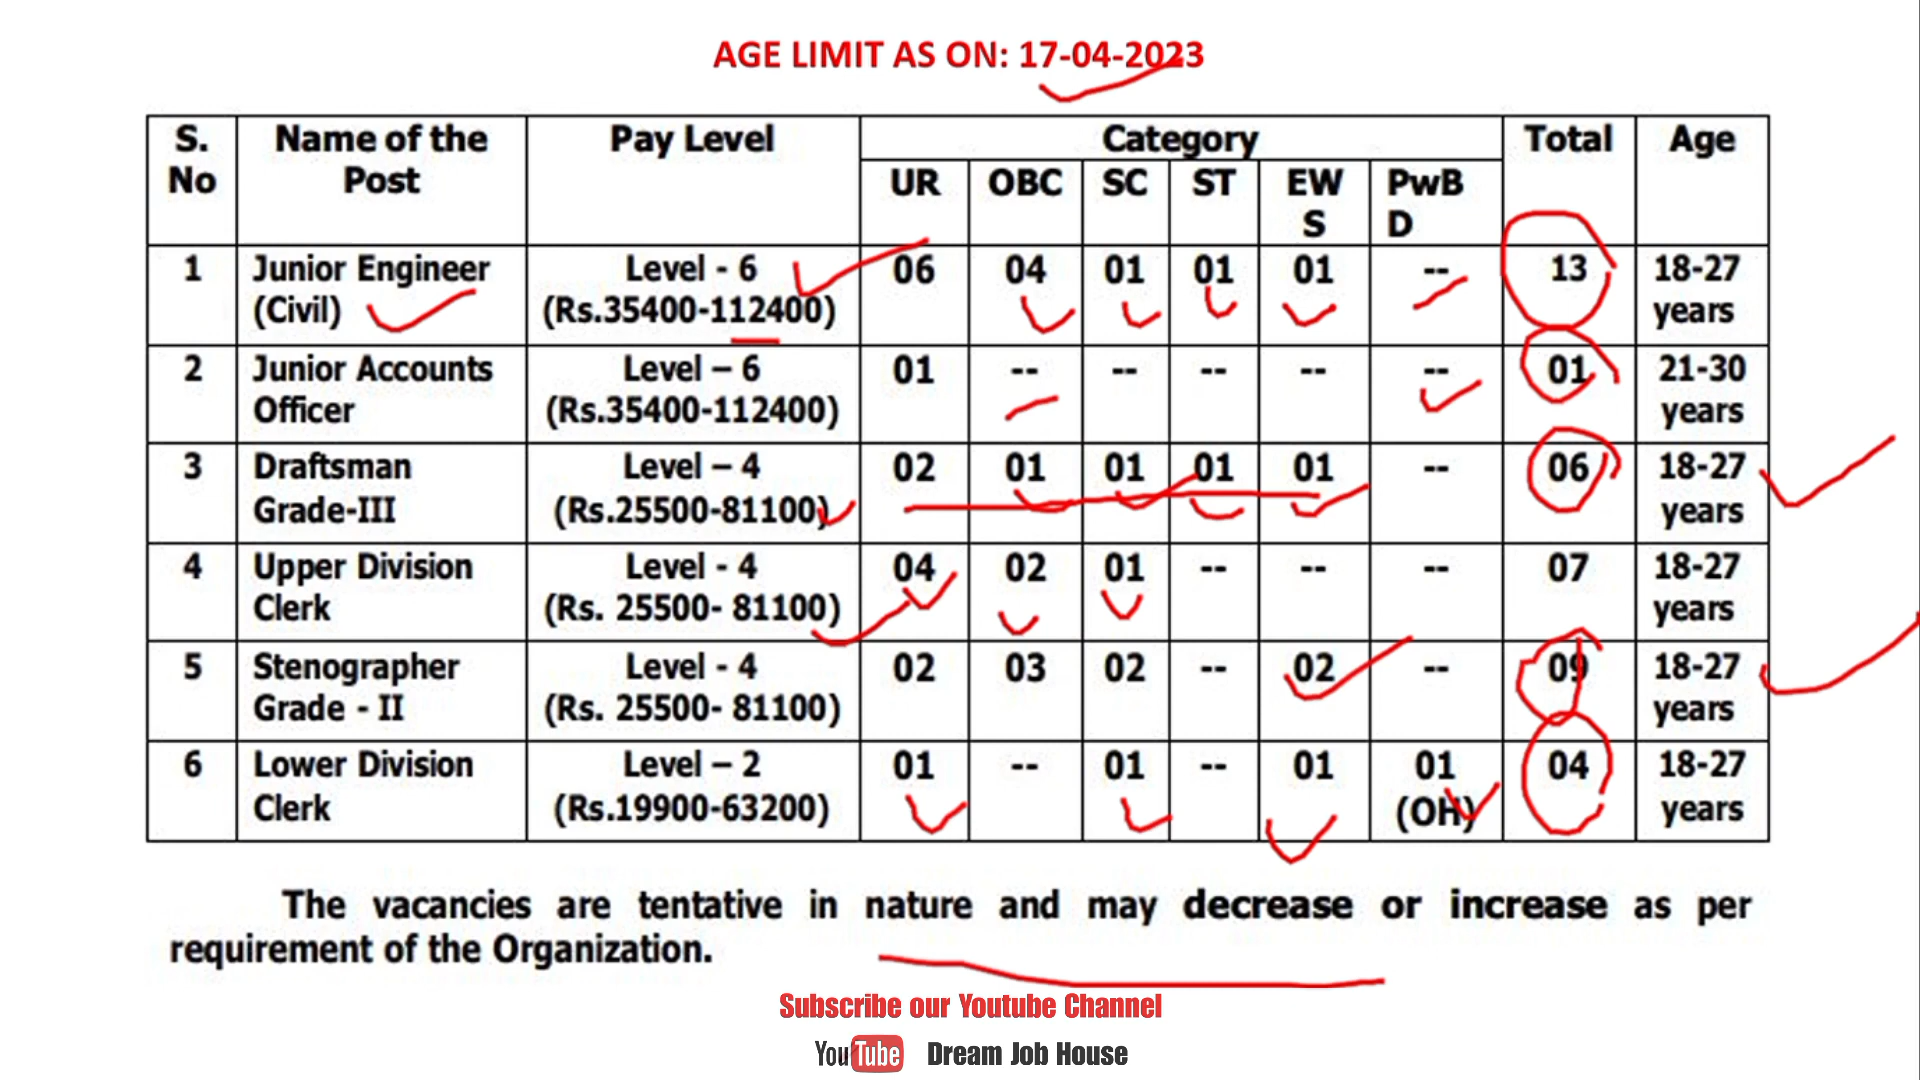 AGE LIMIT AS ON: 17-04-2023
S. No Name of the Post Pay Level Category Total Age
UR OBC SC ST EWS PwBD
1 Junior Engineer (Civil) Level - 6 (Rs.35400-112400) 06 04 01 01 01 -- 13 18-27 years
2 Junior Accounts Officer Level – 6 (Rs.35400-112400) 01 -- -- -- -- -- 01 21-30 years
3 Draftsman Grade-III Level – 4 (Rs.25500-81100) 02 01 01 01 01 -- 06 18-27 years
4 Upper Division Clerk Level - 4 (Rs. 25500- 81100) 04 02 01 -- -- -- 07 18-27 years
5 Stenographer Grade - II Level - 4 (Rs. 25500- 81100) 02 03 02 -- 02 -- 09 18-27 years
6 Lower Division Clerk Level – 2 (Rs.19900-63200) 01 -- 01 -- 01 01 (OH) 04 18-27 years
The vacancies are tentative in nature and may decrease or increase as per
requirement of the Organization.
Subscribe our Youtube Channel
YouTube Dream Job House